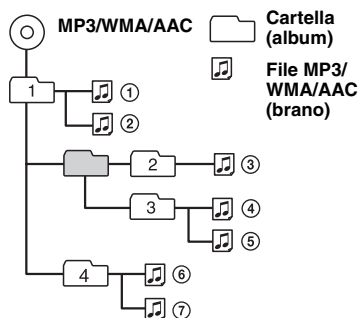 MP3/WMA/AAC
Cartella
(album)
File MP3/
WMA/AAC
(brano)
1
①
②
2
③
3
④
⑤
4
⑥
⑦